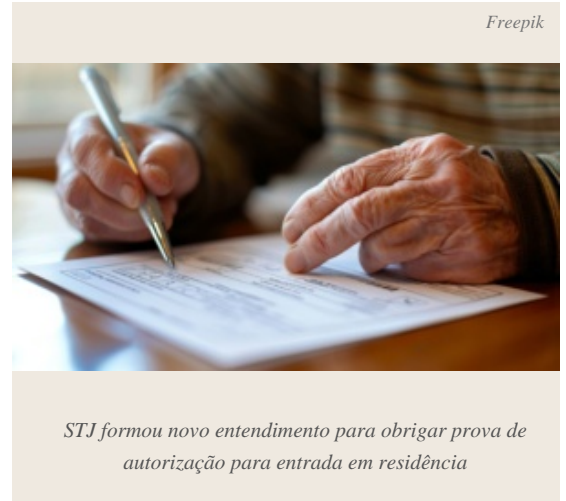 Freepik
STJ formou novo entendimento para obrigar prova de
autorização para entrada em residência